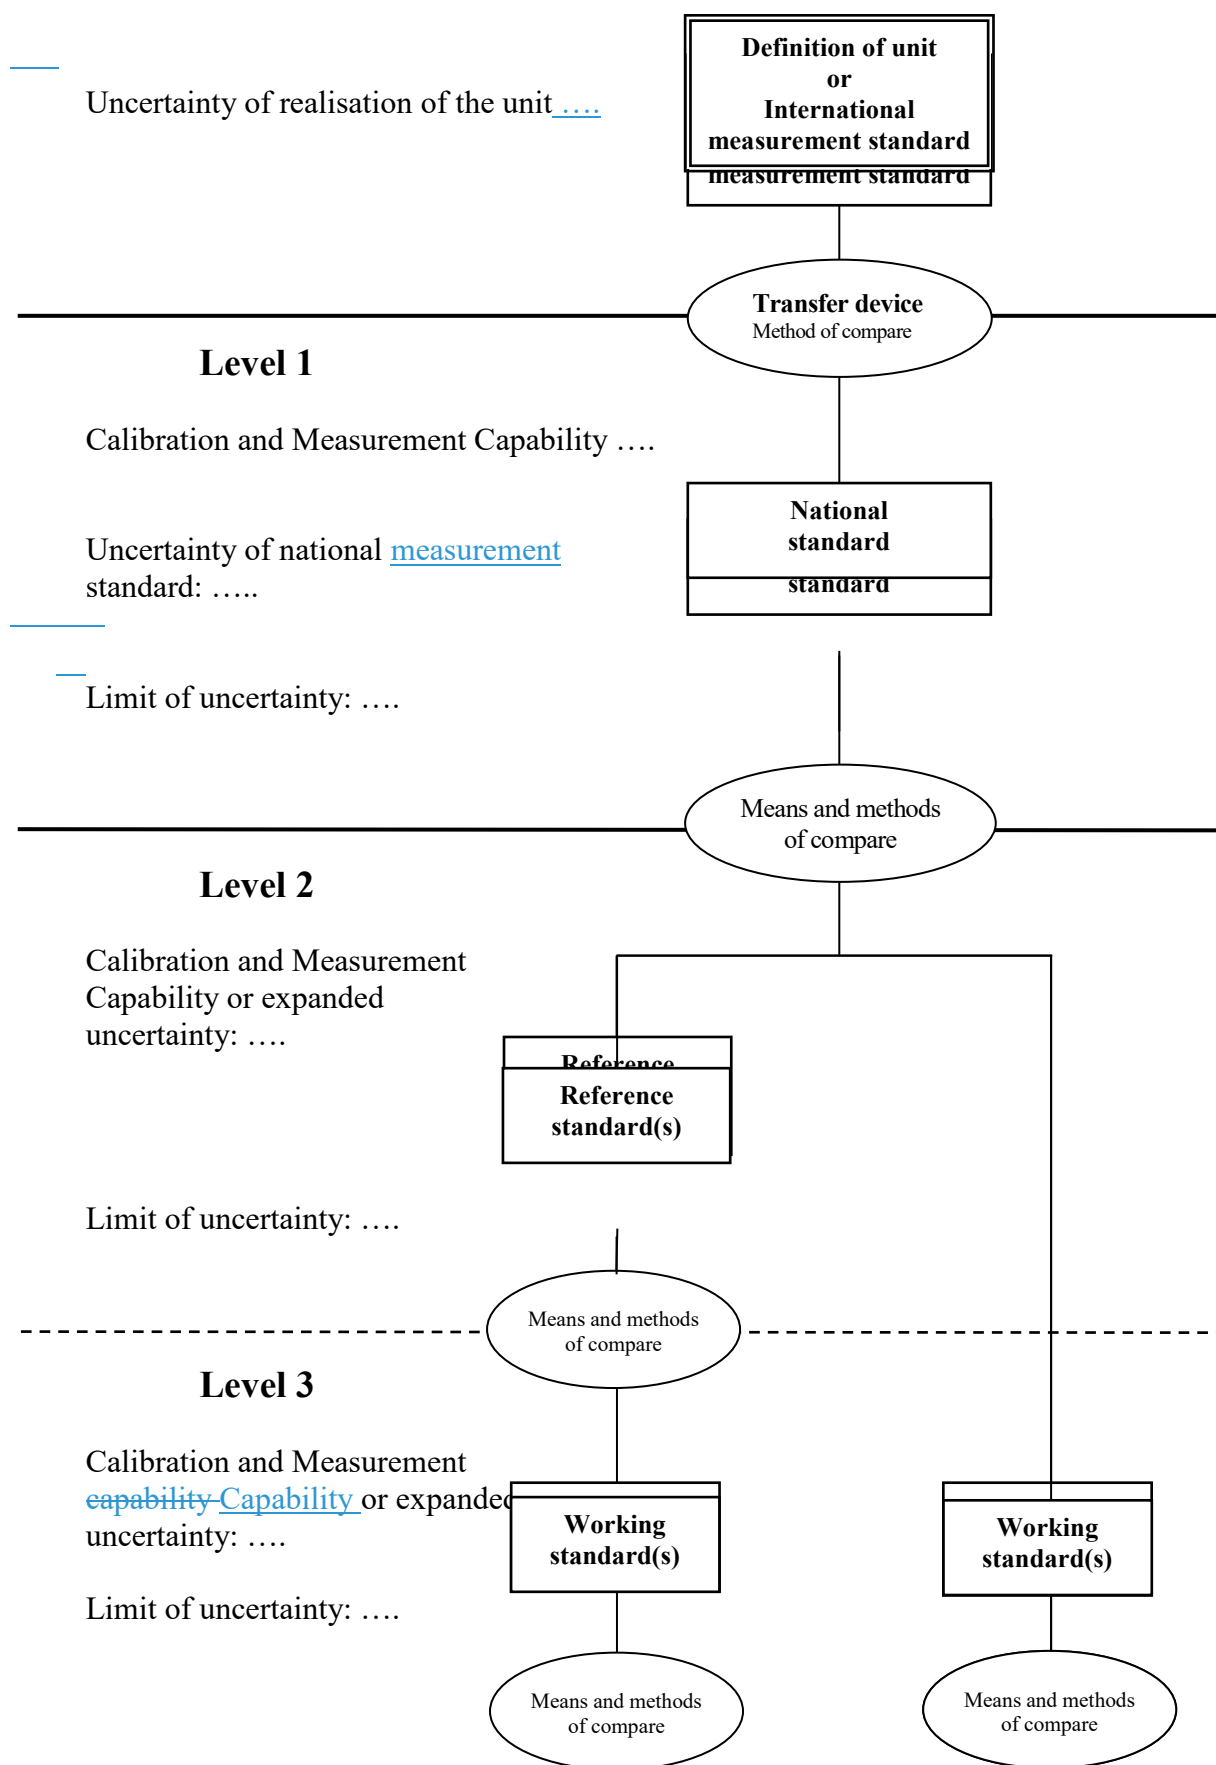 Definition of unit
or
International
measurement standard
measurement standard
Uncertainty of realisation of the unit ….
Transfer device
Method of compare
Level 1
Calibration and Measurement Capability ….
National
standard
standard
Uncertainty of national measurement
standard: …..
Limit of uncertainty: ….
Means and methods
of compare
Level 2
Calibration and Measurement
Capability or expanded
uncertainty: ….
Reference
Reference
standard(s)
Limit of uncertainty: ….
Means and methods
of compare
Level 3
Calibration and Measurement
capability Capability or expanded
uncertainty: ….
Working
standard(s)
Working
standard(s)
Limit of uncertainty: ….
Means and methods
of compare
Means and methods
of compare